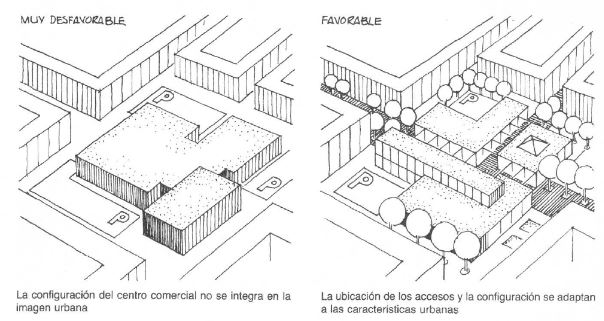 MUY DESFAVORABLE
P
P
P
La configuración del centro comercial no se integra en la
imagen urbana
FAVORABLE
P
P
La ubicación de los accesos y la configuración se adaptan
a las características urbanas